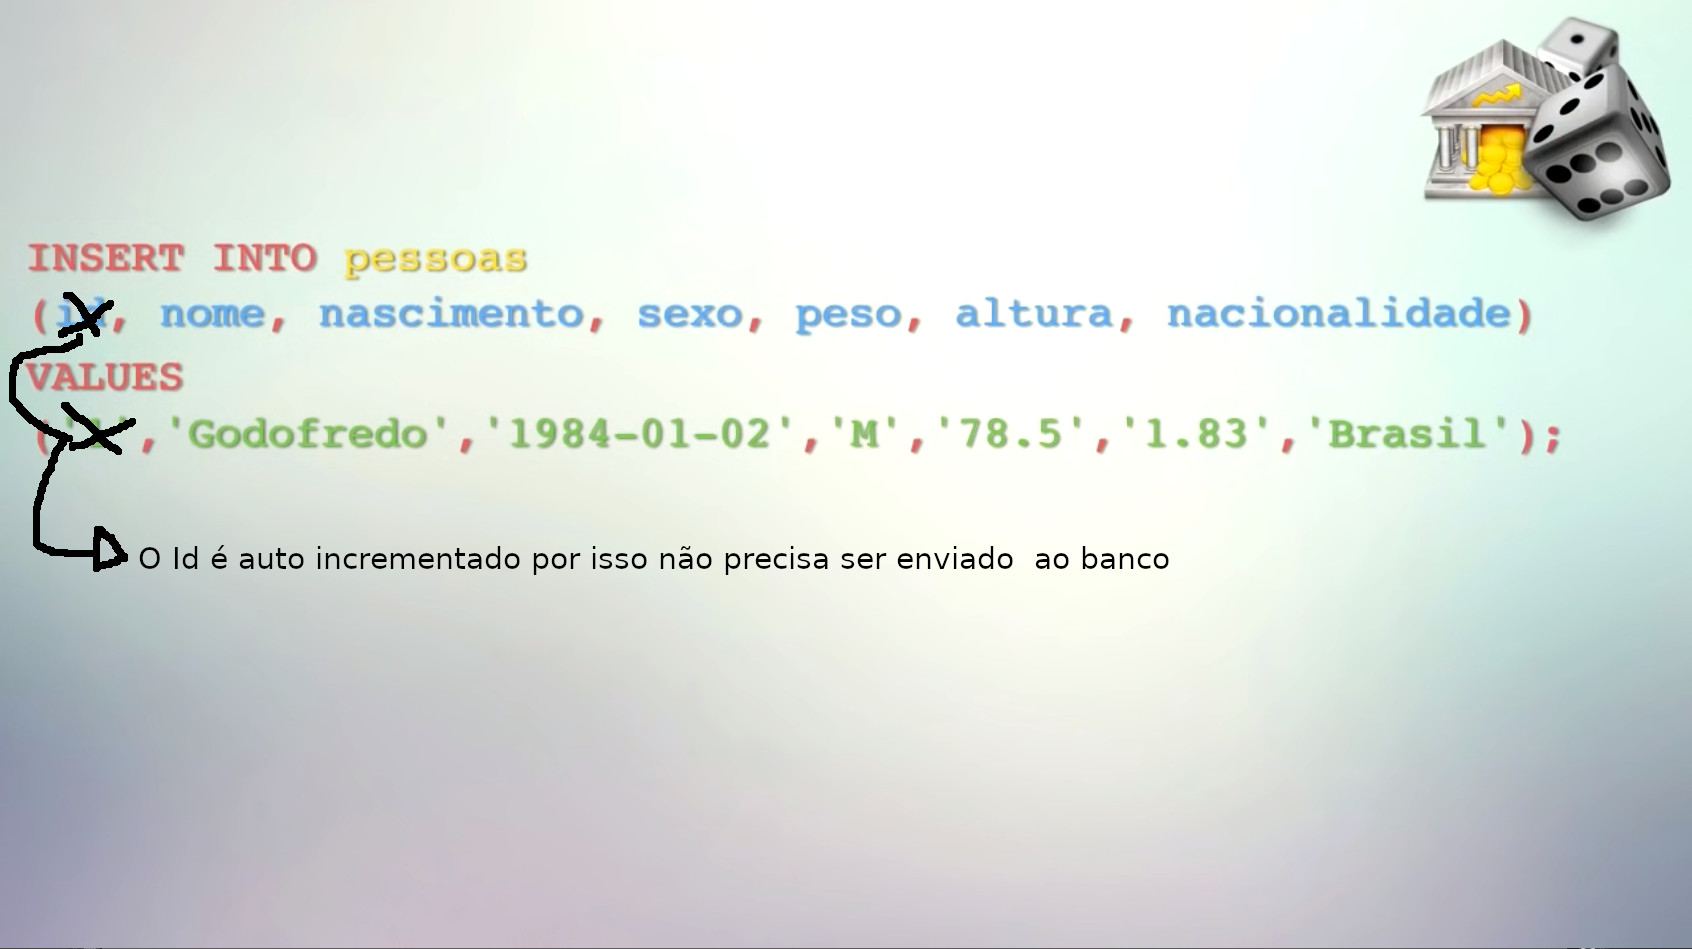 INSERT INTO pessoas
(id, nome, nascimento, sexo, peso, altura, nacionalidade)
VALUES
( ,'Godofredo','1984-01-02','M','78.5','1.83','Brasil');
O Id é auto incrementado por isso não precisa ser enviado  ao banco